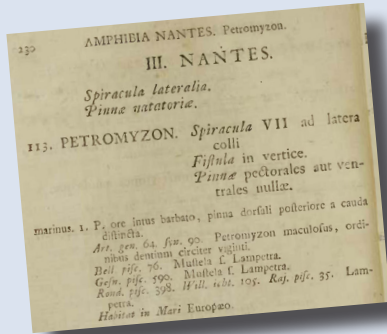 230 AMPHIBIA NANTES. Petromyzon.
III. NANTES.
Spiracula lateralia.
Pinnæ natatoriæ.
113. PETROMYZON. Spiracula VII ad latera
colli
Fiſtula in vertice.
Pinnæ pectorales aut ven-
trales nullæ.
marinus. 1. P. ore intus barbato, pinna dorſali poſteriore a cauda
diſtincta.
Art. gen. 64. ſyn. 90. Petromyzon maculoſus, ordi-
nibus dentium circiter viginti.
Bell. piſc. 76. Muſtela ſ. Lampetra.
Geſn. piſc. 590. Muſtela ſ. Lampetra.
Rond. piſc. 398. Will. icht. 105. Raj. piſc. 35. Lam-
petra.
Habitat in Mari Europæo.